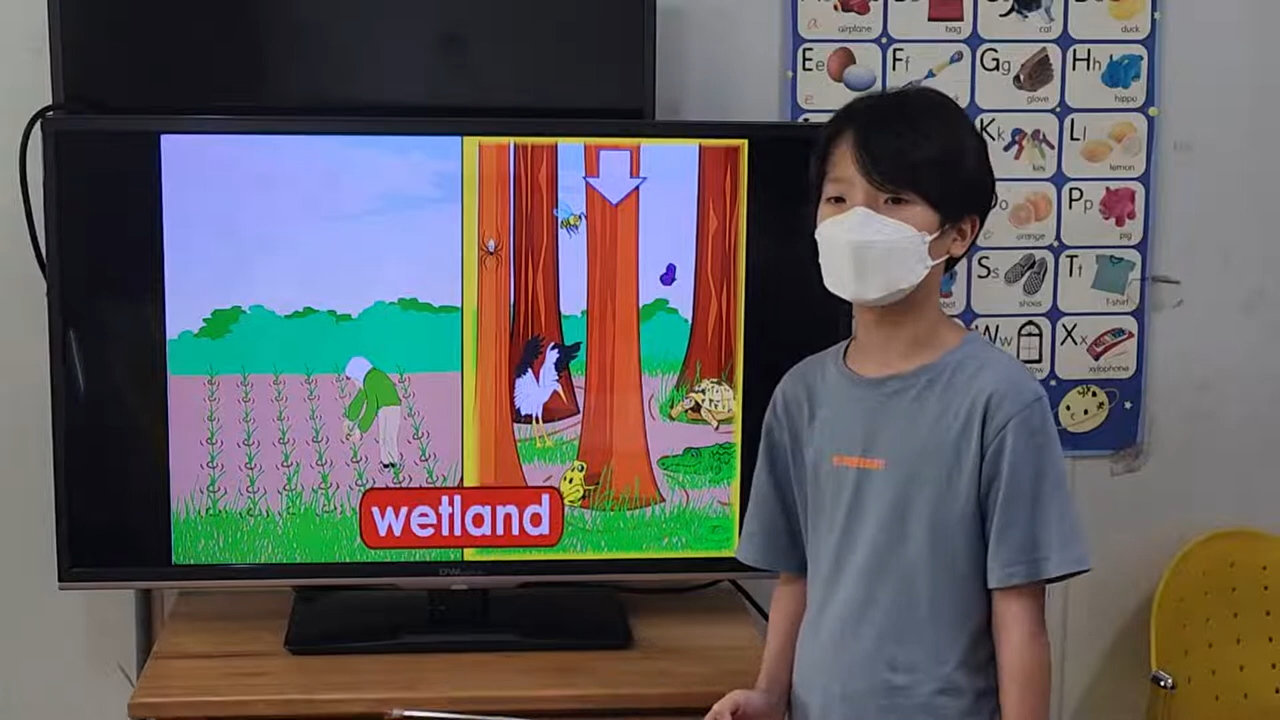 airplane
bag
cat
duck
Ee
Ff
Gg
glove
Hh
hippo
Kk
key
Ll
lemon
orange
Pp
pig
Ss
shoes
Tt
t-shirt
Ww
Xx
xylophone
wetland